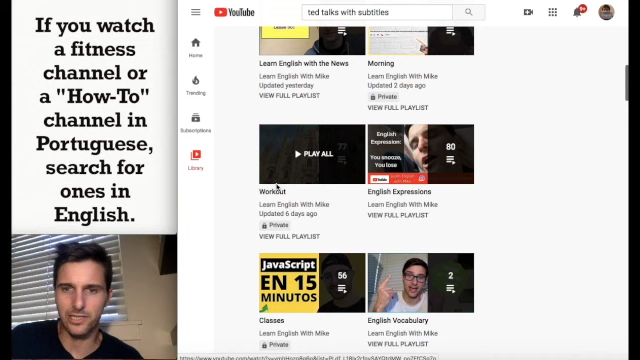 If you watch
a fitness
channel or
a "How-To"
channel in
Portuguese,
search for
ones in
English.
YouTube
ted talks with subtitles
9+
Home
Trending
Subscriptions
Library
Learn English with the News
Learn English With Mike
Updated yesterday
VIEW FULL PLAYLIST
Morning
Learn English With Mike
Updated 2 days ago
Private
VIEW FULL PLAYLIST
PLAY ALL
77
Workout
Learn English With Mike
Updated 6 days ago
Private
VIEW FULL PLAYLIST
English
Expression:
You snooze,
You lose
80
English Expressions
Learn English With Mike
VIEW FULL PLAYLIST
JavaScript
EN 15
MINUTOS
56
Classes
Learn English With Mike
Private
2
English Vocabulary
Learn English With Mike
VIEW FULL PLAYLIST